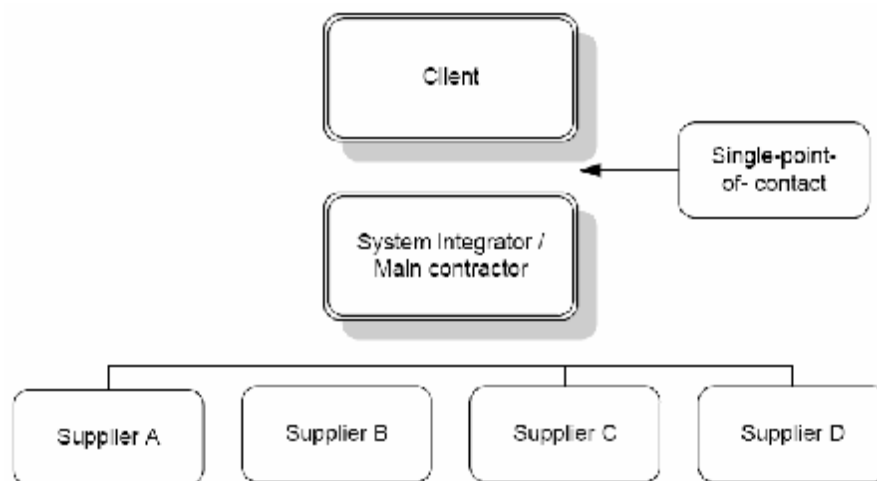 Client
Single-point-
of- contact
System Integrator /
Main contractor
Supplier A
Supplier B
Supplier C
Supplier D